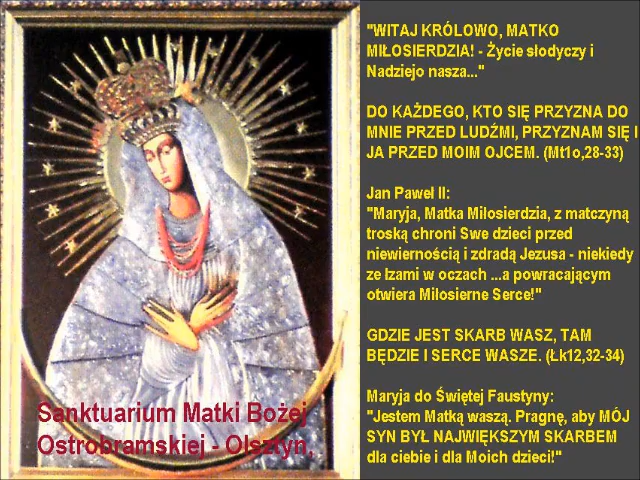 "WITAJ KRÓLOWO, MATKO
MIŁOSIERDZIA! - Życie słodyczy i
Nadziejo nasza..."
DO KAŻDEGO, KTO SIĘ PRZYZNA DO
MNIE PRZED LUDŹMI, PRZYZNAM SIĘ I
JA PRZED MOIM OJCEM. (Mt1o,28-33)
Jan Paweł II:
"Maryja, Matka Miłosierdzia, z matczyną
troską chroni Swe dzieci przed
niewiernością i zdradą Jezusa - niekiedy
ze łzami w oczach ...a powracającym
otwiera Miłosierne Serce!"
GDZIE JEST SKARB WASZ, TAM
BĘDZIE I SERCE WASZE. (Łk12,32-34)
Maryja do Świętej Faustyny:
"Jestem Matką waszą. Pragnę, aby MÓJ
SYN BYŁ NAJWIĘKSZYM SKARBEM
dla ciebie i dla Moich dzieci!"
Sanktuarium Matki Bożej
Ostrobramskiej - Olsztyn,